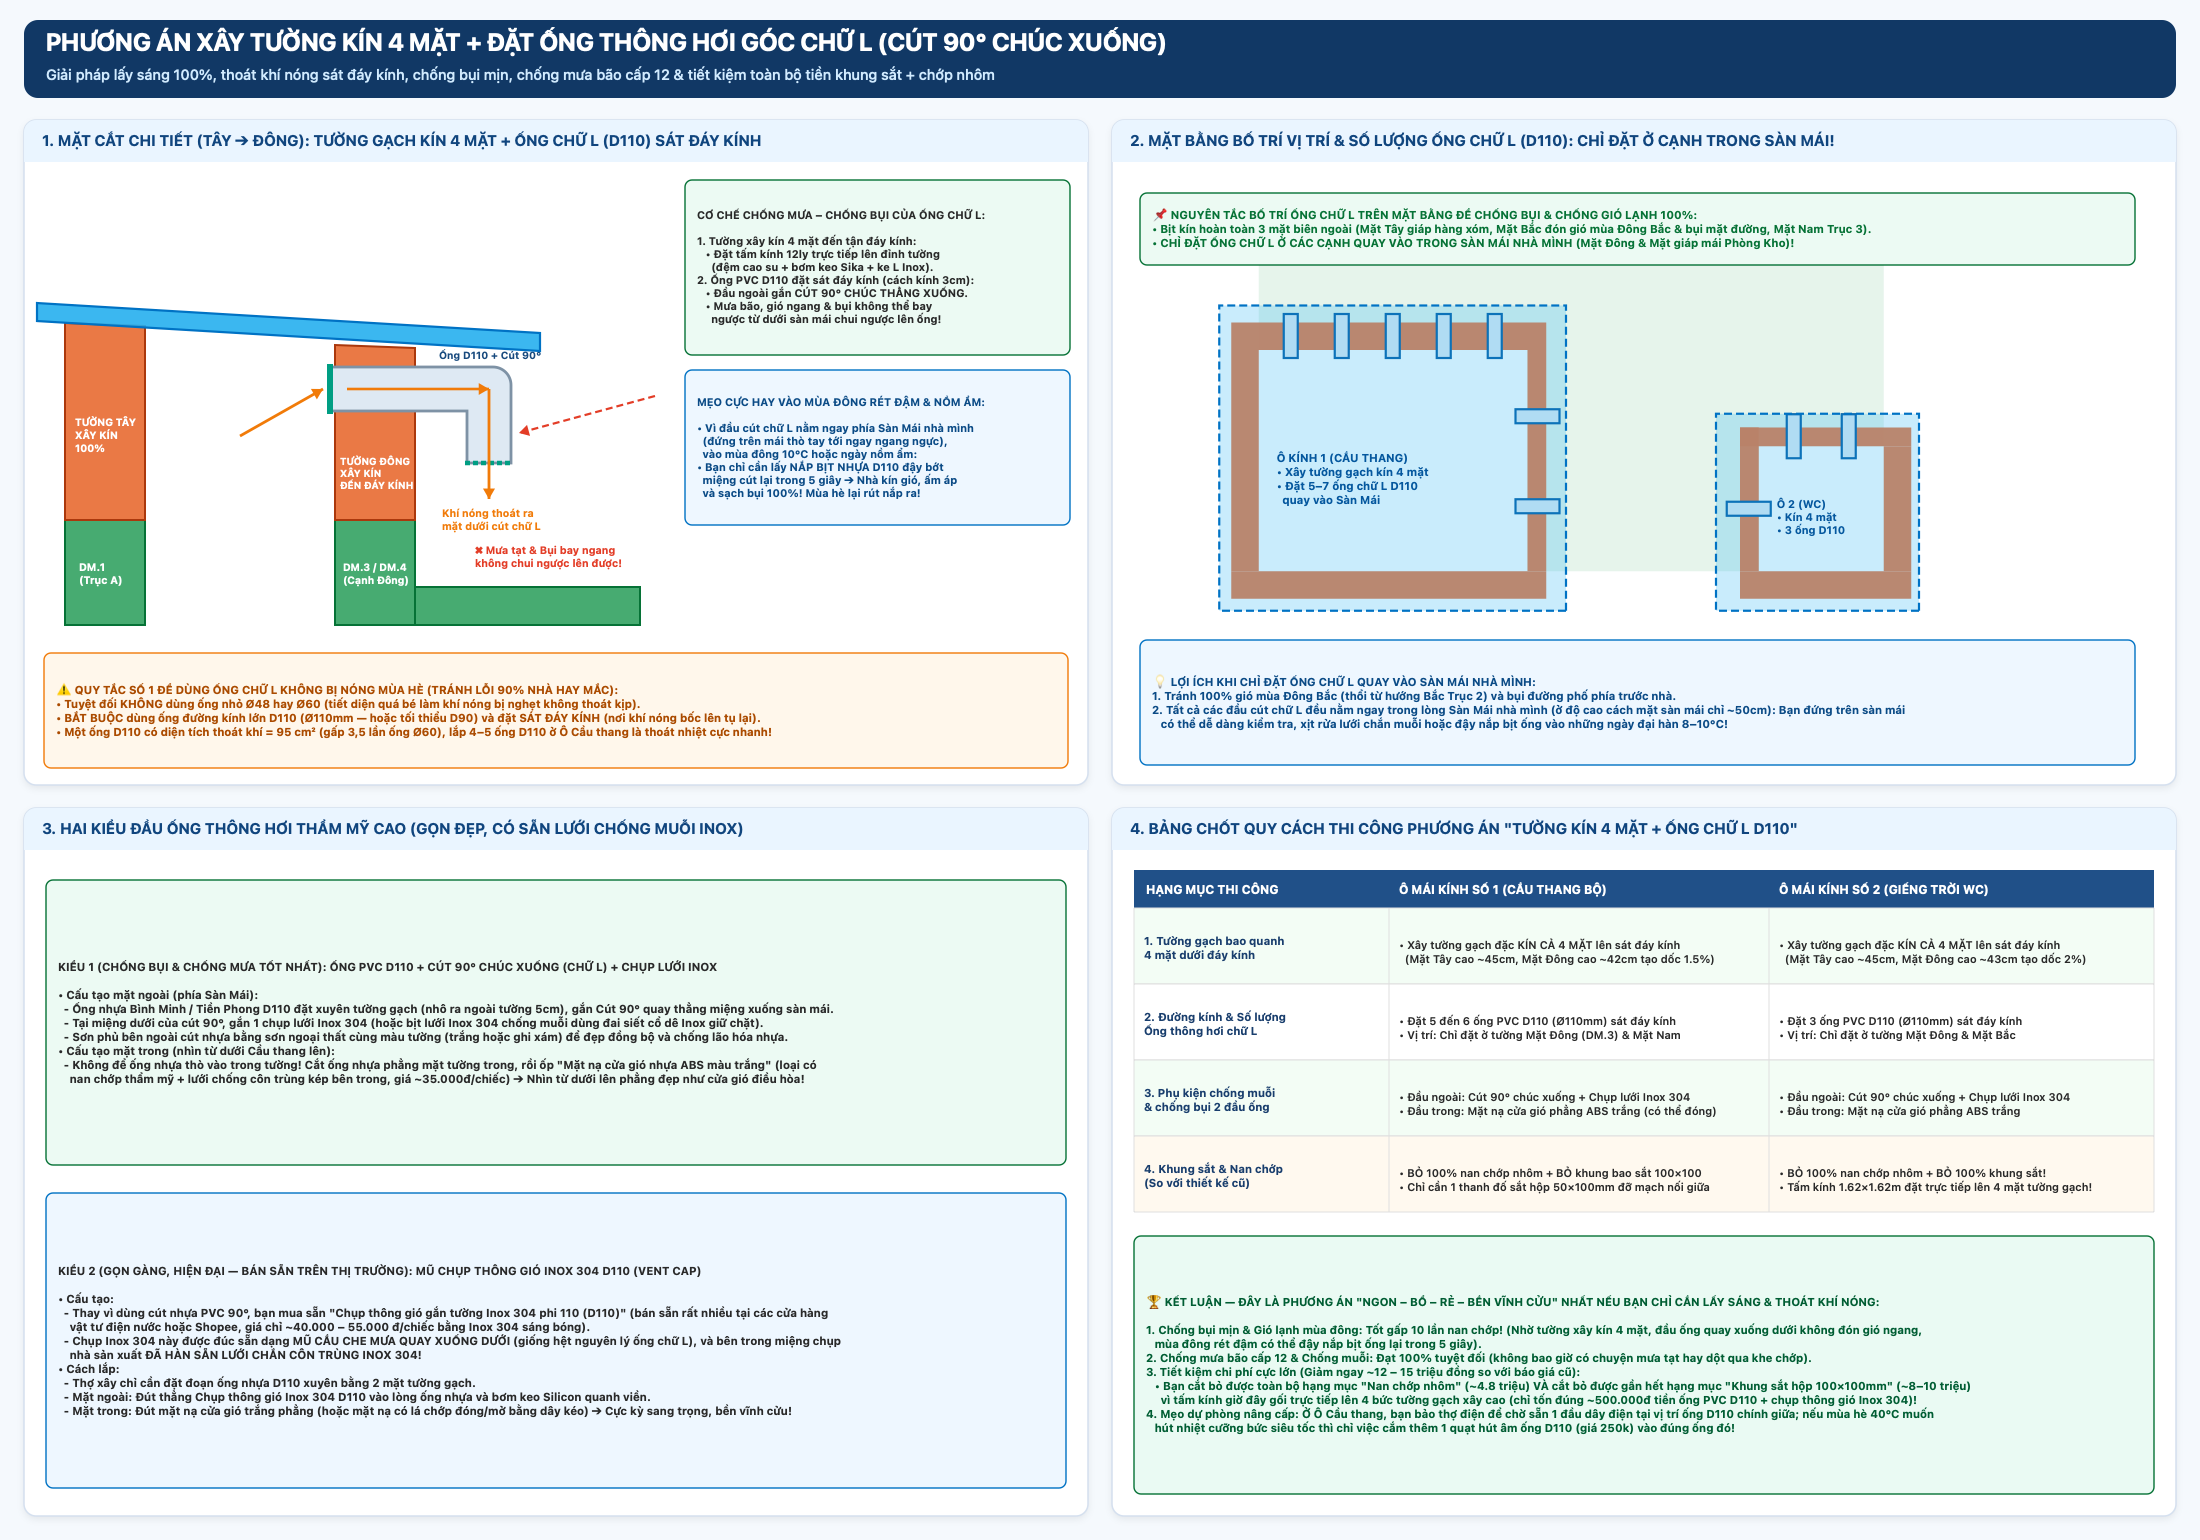 PHƯƠNG ÁN XÂY TƯỜNG KÍN 4 MẶT + ĐẶT ỐNG THÔNG HƠI GÓC CHỮ L (CÚT 90° CHÚC XUỐNG)
Giải pháp lấy sáng 100%, thoát khí nóng sát đáy kính, chống bụi mịn, chống mưa bão cấp 12 & tiết kiệm toàn bộ tiền khung sắt + chớp nhôm
1. MẶT CẮT CHI TIẾT (TÂY ➔ ĐÔNG): TƯỜNG GẠCH KÍN 4 MẶT + ỐNG CHỮ L (D110) SÁT ĐÁY KÍNH
CƠ CHẾ CHỐNG MƯA – CHỐNG BỤI CỦA ỐNG CHỮ L:
1. Tường xây kín 4 mặt đến tận đáy kính:
• Đặt tấm kính 12ly trực tiếp lên đỉnh tường
(đệm cao su + bơm keo Sika + ke L Inox).
2. Ống PVC D110 đặt sát đáy kính (cách kính 3cm):
• Đầu ngoài gắn CÚT 90° CHÚC THẲNG XUỐNG.
• Mưa bão, gió ngang & bụi không thể bay
ngược từ dưới sàn mái chui ngược lên ống!
Ống D110 + Cút 90°
TƯỜNG TÂY
XÂY KÍN
100%
TƯỜNG ĐÔNG
XÂY KÍN
ĐẾN ĐÁY KÍNH
MẸO CỰC HAY VÀO MÙA ĐÔNG RÉT ĐẬM & NỒM ẨM:
• Vì đầu cút chữ L nằm ngay phía Sàn Mái nhà mình
(đứng trên mái thò tay tới ngay ngang ngực),
vào mùa đông 10°C hoặc ngày nồm ẩm:
• Bạn chỉ cần lấy NẮP BỊT NHỰA D110 đậy bớt
miệng cút lại trong 5 giây ➔ Nhà kín gió, ấm áp
và sạch bụi 100%! Mùa hè lại rút nắp ra!
Khí nóng thoát ra
mặt dưới cút chữ L
✖ Mưa tạt & Bụi bay ngang
không chui ngược lên được!
DM.1
(Trục A)
DM.3 / DM.4
(Cạnh Đông)
⚠️ QUY TẮC SỐ 1 ĐỂ DÙNG ỐNG CHỮ L KHÔNG BỊ NÓNG MÙA HÈ (TRÁNH LỖI 90% NHÀ HAY MẮC):
• Tuyệt đối KHÔNG dùng ống nhỏ Ø48 hay Ø60 (tiết diện quá bé làm khí nóng bị nghẹt không thoát kịp).
• BẮT BUỘC dùng ống đường kính lớn D110 (Ø110mm — hoặc tối thiểu D90) và đặt SÁT ĐÁY KÍNH (nơi khí nóng bốc lên tụ lại).
• Một ống D110 có diện tích thoát khí = 95 cm² (gấp 3,5 lần ống Ø60), lắp 4–5 ống D110 ở Ô Cầu thang là thoát nhiệt cực nhanh!
2. MẶT BẰNG BỐ TRÍ VỊ TRÍ & SỐ LƯỢNG ỐNG CHỮ L (D110): CHỈ ĐẶT Ở CẠNH TRONG SÀN MÁI!
📌 NGUYÊN TẮC BỐ TRÍ ỐNG CHỮ L TRÊN MẶT BẰNG ĐỂ CHỐNG BỤI & CHỐNG GIÓ LẠNH 100%:
• Bịt kín hoàn toàn 3 mặt biên ngoài (Mặt Tây giáp hàng xóm, Mặt Bắc đón gió mùa Đông Bắc & bụi mặt đường, Mặt Nam Trục 3).
• CHỈ ĐẶT ỐNG CHỮ L Ở CÁC CẠNH QUAY VÀO TRONG SÀN MÁI NHÀ MÌNH (Mặt Đông & Mặt giáp mái Phòng Kho)!
Ô KÍNH 1 (CẦU THANG)
• Xây tường gạch kín 4 mặt
• Đặt 5–7 ống chữ L D110
quay vào Sàn Mái
Ô 2 (WC)
• Kín 4 mặt
• 3 ống D110
💡 LỢI ÍCH KHI CHỈ ĐẶT ỐNG CHỮ L QUAY VÀO SÀN MÁI NHÀ MÌNH:
1. Tránh 100% gió mùa Đông Bắc (thổi từ hướng Bắc Trục 2) và bụi đường phố phía trước nhà.
2. Tất cả các đầu cút chữ L đều nằm ngay trong lòng Sàn Mái nhà mình (ở độ cao cách mặt sàn mái chỉ ~50cm): Bạn đứng trên sàn mái
có thể dễ dàng kiểm tra, xịt rửa lưới chắn muỗi hoặc đậy nắp bịt ống vào những ngày đại hàn 8–10°C!
3. HAI KIỂU ĐẦU ỐNG THÔNG HƠI THẨM MỸ CAO (GỌN ĐẸP, CÓ SẴN LƯỚI CHỐNG MUỖI INOX)
KIỂU 1 (CHỐNG BỤI & CHỐNG MƯA TỐT NHẤT): ỐNG PVC D110 + CÚT 90° CHÚC XUỐNG (CHỮ L) + CHỤP LƯỚI INOX
• Cấu tạo mặt ngoài (phía Sàn Mái):
- Ống nhựa Bình Minh / Tiền Phong D110 đặt xuyên tường gạch (nhô ra ngoài tường 5cm), gắn Cút 90° quay thẳng miệng xuống sàn mái.
- Tại miệng dưới của cút 90°, gắn 1 chụp lưới Inox 304 (hoặc bịt lưới Inox 304 chống muỗi dùng đai siết cổ dê Inox giữ chặt).
- Sơn phủ bên ngoài cút nhựa bằng sơn ngoại thất cùng màu tường (trắng hoặc ghi xám) để đẹp đồng bộ và chống lão hóa nhựa.
• Cấu tạo mặt trong (nhìn từ dưới Cầu thang lên):
- Không để ống nhựa thò vào trong tường! Cắt ống nhựa phẳng mặt tường trong, rồi ốp "Mặt nạ cửa gió nhựa ABS màu trắng" (loại có
nan chớp thẩm mỹ + lưới chống côn trùng kép bên trong, giá ~35.000đ/chiếc) ➔ Nhìn từ dưới lên phẳng đẹp như cửa gió điều hòa!
KIỂU 2 (GỌN GÀNG, HIỆN ĐẠI — BÁN SẴN TRÊN THỊ TRƯỜNG): MŨ CHỤP THÔNG GIÓ INOX 304 D110 (VENT CAP)
• Cấu tạo:
- Thay vì dùng cút nhựa PVC 90°, bạn mua sẵn "Chụp thông gió gắn tường Inox 304 phi 110 (D110)" (bán sẵn rất nhiều tại các cửa hàng
vật tư điện nước hoặc Shopee, giá chỉ ~40.000 – 55.000 đ/chiếc bằng Inox 304 sáng bóng).
- Chụp Inox 304 này được đúc sẵn dạng MŨ CẦU CHE MƯA QUAY XUỐNG DƯỚI (giống hệt nguyên lý ống chữ L), và bên trong miệng chụp
nhà sản xuất ĐÃ HÀN SẴN LƯỚI CHẮN CÔN TRÙNG INOX 304!
• Cách lắp:
- Thợ xây chỉ cần đặt đoạn ống nhựa D110 xuyên bằng 2 mặt tường gạch.
- Mặt ngoài: Đút thẳng Chụp thông gió Inox 304 D110 vào lòng ống nhựa và bơm keo Silicon quanh viền.
- Mặt trong: Đút mặt nạ cửa gió trắng phẳng (hoặc mặt nạ có lá chớp đóng/mở bằng dây kéo) ➔ Cực kỳ sang trọng, bền vĩnh cửu!
4. BẢNG CHỐT QUY CÁCH THI CÔNG PHƯƠNG ÁN "TƯỜNG KÍN 4 MẶT + ỐNG CHỮ L D110"
HẠNG MỤC THI CÔNG
Ô MÁI KÍNH SỐ 1 (CẦU THANG BỘ)
Ô MÁI KÍNH SỐ 2 (GIẾNG TRỜI WC)
1. Tường gạch bao quanh
4 mặt dưới đáy kính
• Xây tường gạch đặc KÍN CẢ 4 MẶT lên sát đáy kính
(Mặt Tây cao ~45cm, Mặt Đông cao ~42cm tạo dốc 1.5%)
• Xây tường gạch đặc KÍN CẢ 4 MẶT lên sát đáy kính
(Mặt Tây cao ~45cm, Mặt Đông cao ~43cm tạo dốc 2%)
2. Đường kính & Số lượng
Ống thông hơi chữ L
• Đặt 5 đến 6 ống PVC D110 (Ø110mm) sát đáy kính
• Vị trí: Chỉ đặt ở tường Mặt Đông (DM.3) & Mặt Nam
• Đặt 3 ống PVC D110 (Ø110mm) sát đáy kính
• Vị trí: Chỉ đặt ở tường Mặt Đông & Mặt Bắc
3. Phụ kiện chống muỗi
& chống bụi 2 đầu ống
• Đầu ngoài: Cút 90° chúc xuống + Chụp lưới Inox 304
• Đầu trong: Mặt nạ cửa gió phẳng ABS trắng (có thể đóng)
• Đầu ngoài: Cút 90° chúc xuống + Chụp lưới Inox 304
• Đầu trong: Mặt nạ cửa gió phẳng ABS trắng
4. Khung sắt & Nan chớp
(So với thiết kế cũ)
• BỎ 100% nan chớp nhôm + BỎ khung bao sắt 100×100
• Chỉ cần 1 thanh đố sắt hộp 50×100mm đỡ mạch nối giữa
• BỎ 100% nan chớp nhôm + BỎ 100% khung sắt!
• Tấm kính 1.62×1.62m đặt trực tiếp lên 4 mặt tường gạch!
🏆 KẾT LUẬN — ĐÂY LÀ PHƯƠNG ÁN "NGON – BỔ – RẺ – BỀN VĨNH CỬU" NHẤT NẾU BẠN CHỈ CẦN LẤY SÁNG & THOÁT KHÍ NÓNG:
1. Chống bụi mịn & Gió lạnh mùa đông: Tốt gấp 10 lần nan chớp! (Nhờ tường xây kín 4 mặt, đầu ống quay xuống dưới không đón gió ngang,
mùa đông rét đậm có thể đậy nắp bịt ống lại trong 5 giây).
2. Chống mưa bão cấp 12 & Chống muỗi: Đạt 100% tuyệt đối (không bao giờ có chuyện mưa tạt hay dột qua khe chớp).
3. Tiết kiệm chi phí cực lớn (Giảm ngay ~12 – 15 triệu đồng so với báo giá cũ):
• Bạn cắt bỏ được toàn bộ hạng mục "Nan chớp nhôm" (~4.8 triệu) VÀ cắt bỏ được gần hết hạng mục "Khung sắt hộp 100×100mm" (~8–10 triệu)
vì tấm kính giờ đây gối trực tiếp lên 4 bức tường gạch xây cao (chỉ tốn đúng ~500.000đ tiền ống PVC D110 + chụp thông gió Inox 304)!
4. Mẹo dự phòng nâng cấp: Ở Ô Cầu thang, bạn bảo thợ điện để chờ sẵn 1 đầu dây điện tại vị trí ống D110 chính giữa; nếu mùa hè 40°C muốn
hút nhiệt cưỡng bức siêu tốc thì chỉ việc cắm thêm 1 quạt hút âm ống D110 (giá 250k) vào đúng ống đó!